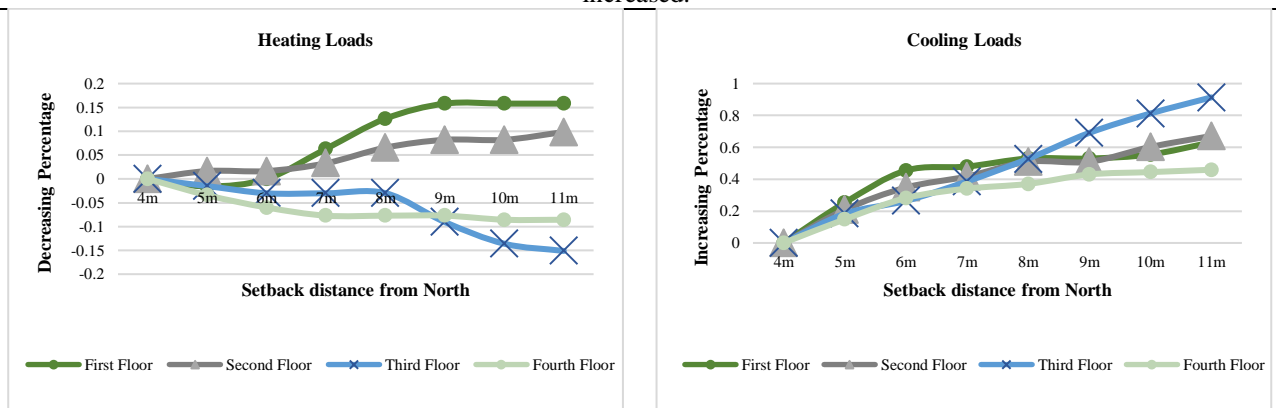 increased.
Heating Loads
Decreasing Percentage
0.2
0.15
0.1
0.05
0
-0.05
-0.1
-0.15
-0.2
4m 5m 6m 7m 8m 9m 10m 11m
Setback distance from North
First Floor Second Floor Third Floor Fourth Floor
Cooling Loads
Increasing Percentage
1
0.8
0.6
0.4
0.2
0
4m 5m 6m 7m 8m 9m 10m 11m
Setback distance from North
First Floor Second Floor Third Floor Fourth Floor